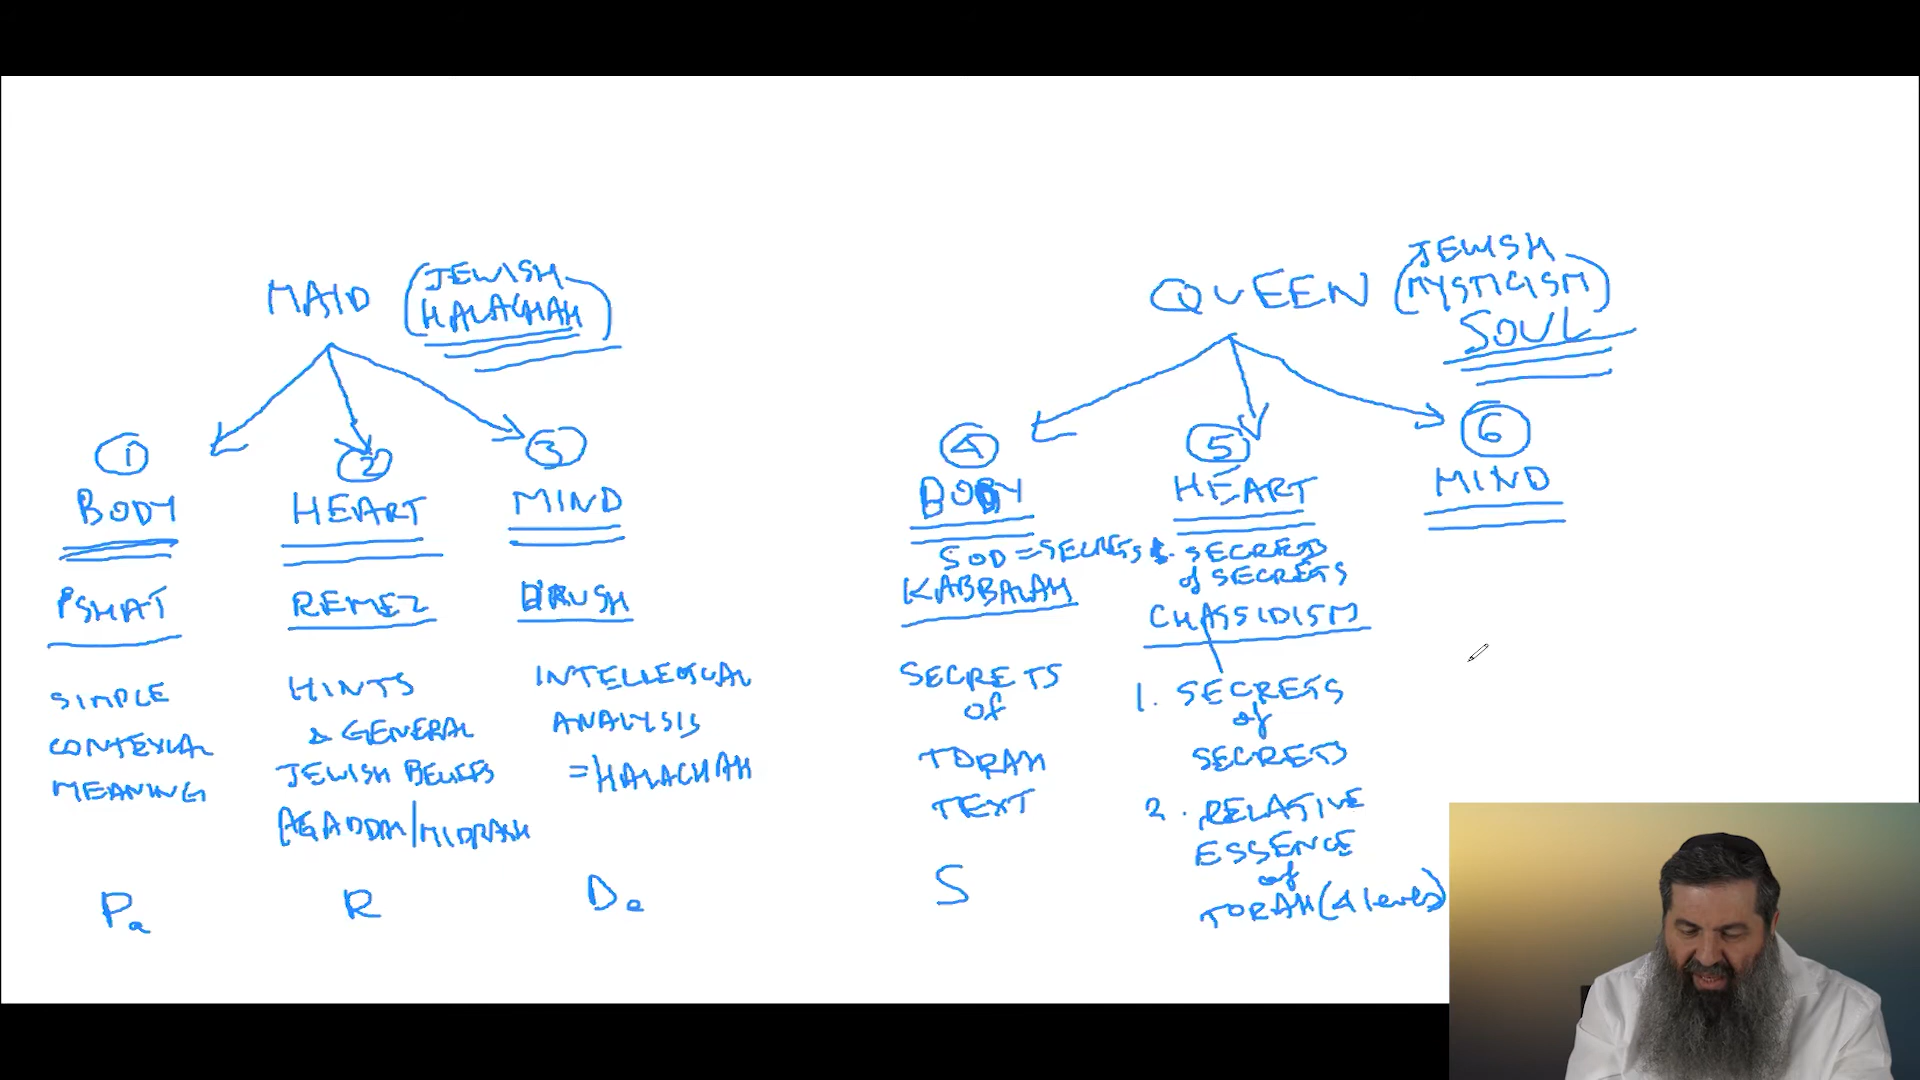 MAID (JEWISH
HALACHAH)
1
BODY
PSHAT
SIMPLE
CONTEXUAL
MEANING
Pa
2
HEART
REMEZ
HINTS
& GENERAL
JEWISH BELIEFS
AGADDAH/MIDRASH
R
3
MIND
DRUSH
INTELLECTUAL
ANALYSIS
=HALACHAH
De
QUEEN (JEWISH
MYSTICISM)
SOUL
4
BODY
SOD = SECRETS
KABBALAH
SECRETS
of
TORAH
TEXT
S
5
HEART
SECRETS
of SECRETS
CHASSIDISM
1. SECRETS
of
SECRETS
2. RELATIVE
ESSENCE
of
TORAH (4 levels)
6
MIND